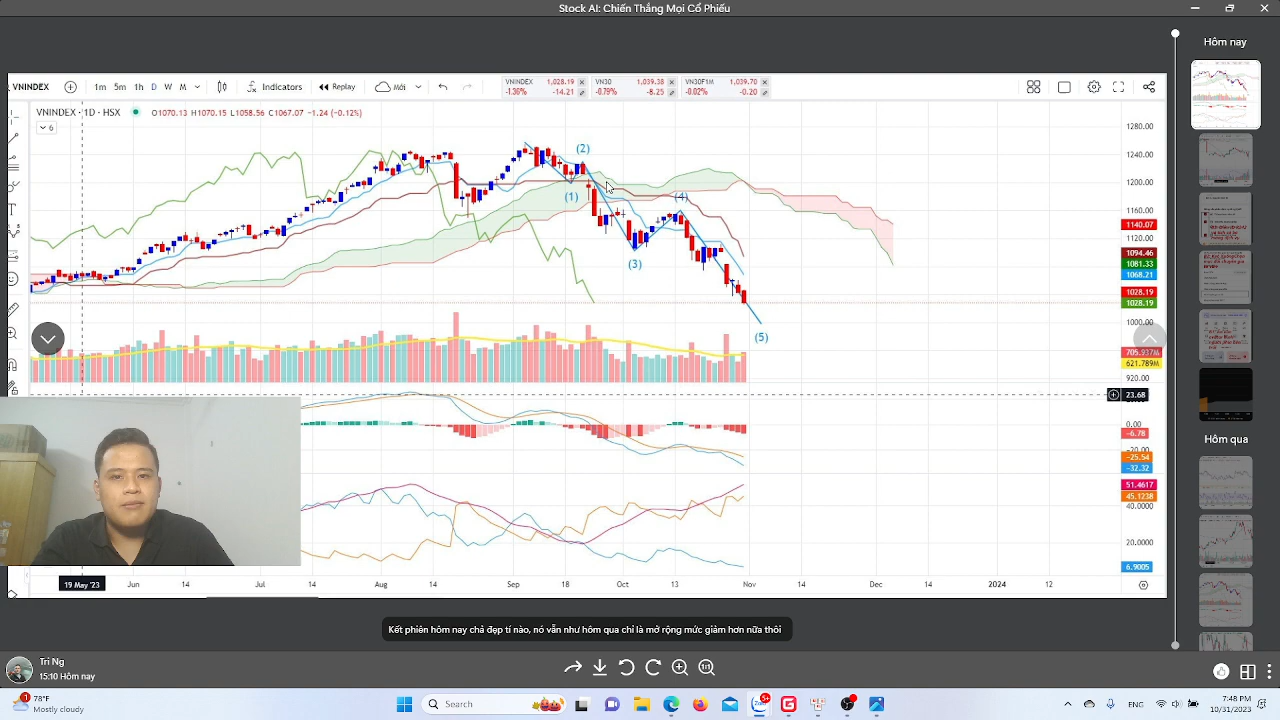 Stock AI: Chiến Thắng Mọi Cổ Phiếu
Hôm nay
VNINDEX
1m 5m 1h D W M
Indicators
Replay
Mới
VNINDEX 1,028.19
-1.36% -14.21
VN30 1,039.38
-0.79% -8.25
VN30F1M 1,039.70
-0.02% -0.20
VNINDEX · 1D · HSX
O1070.13 H1070.15 L1058.56 C1067.07 -1.24 (-0.12%)
6
1280.00
1240.00
1200.00
1160.00
1140.07
1120.00
1094.46
1081.33
1068.21
1028.19
1028.19
1000.00
705.937M
621.789M
920.00
23.68
0.00
-6.78
-20.00
-25.54
-32.32
51.4617
45.1238
40.0000
20.0000
6.9005
(1)
(2)
(3)
(4)
(5)
19 May '23
Jun 14 Jul 14 Aug 14 Sep 18 Oct 13 Nov 14 Dec 14 2024 12
Hôm qua
Kết phiên hôm nay chả đẹp tí nào, nó vẫn như hôm qua chỉ là mở rộng mức giảm hơn nữa thôi
Tri Ng
15:10 Hôm nay
1:1
1
78°F
Mostly cloudy
Search
Zalo
5+
ENG
7:48 PM
10/31/2023